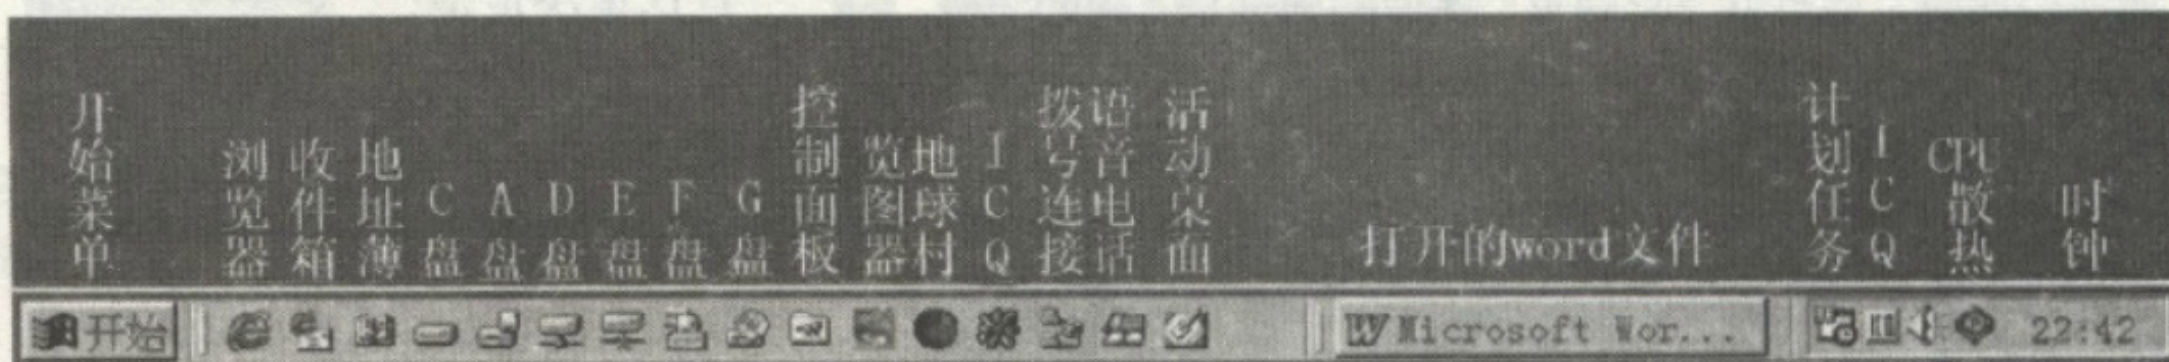 开始菜单
浏览器
收件箱
地址薄
C盘
A盘
D盘
E盘
F盘
G盘
控制面板
览图器
地球村
ICQ
拨号连接
语音电话
活动桌面
打开的word文件
计划任务
ICQ
CPU散热
时钟
开始
Microsoft Wor...
22:42